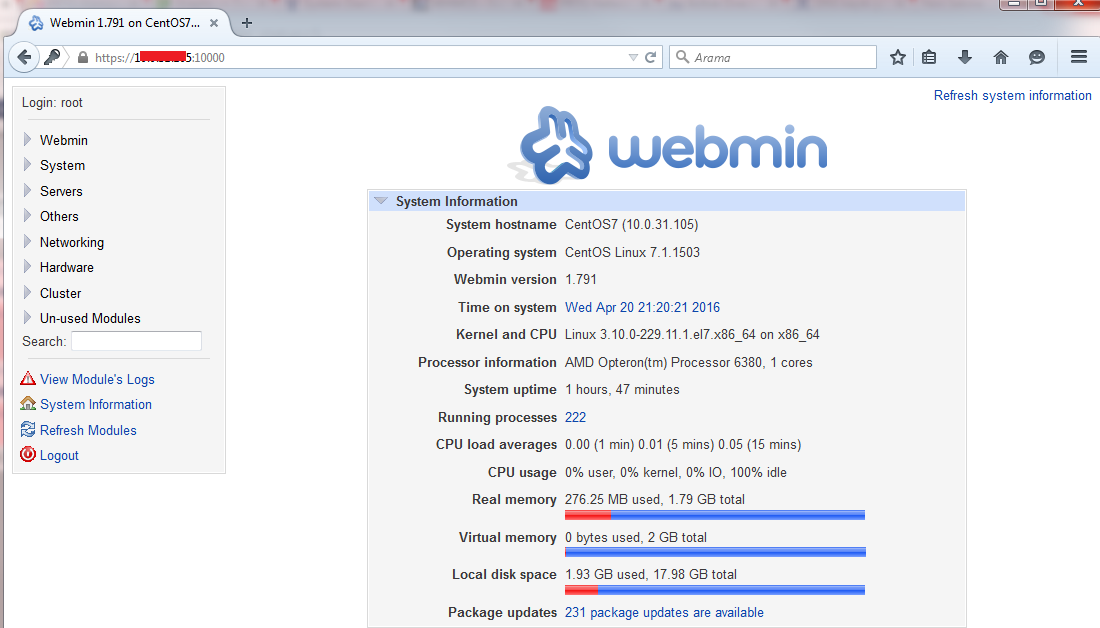 Webmin 1.791 on CentOS7...
https://1 5:10000
Arama
Login: root
Webmin
System
Servers
Others
Networking
Hardware
Cluster
Un-used Modules
Search:
View Module's Logs
System Information
Refresh Modules
Logout
Refresh system information
webmin
System Information
System hostname CentOS7 (10.0.31.105)
Operating system CentOS Linux 7.1.1503
Webmin version 1.791
Time on system Wed Apr 20 21:20:21 2016
Kernel and CPU Linux 3.10.0-229.11.1.el7.x86_64 on x86_64
Processor information AMD Opteron(tm) Processor 6380, 1 cores
System uptime 1 hours, 47 minutes
Running processes 222
CPU load averages 0.00 (1 min) 0.01 (5 mins) 0.05 (15 mins)
CPU usage 0% user, 0% kernel, 0% IO, 100% idle
Real memory 276.25 MB used, 1.79 GB total
Virtual memory 0 bytes used, 2 GB total
Local disk space 1.93 GB used, 17.98 GB total
Package updates 231 package updates are available